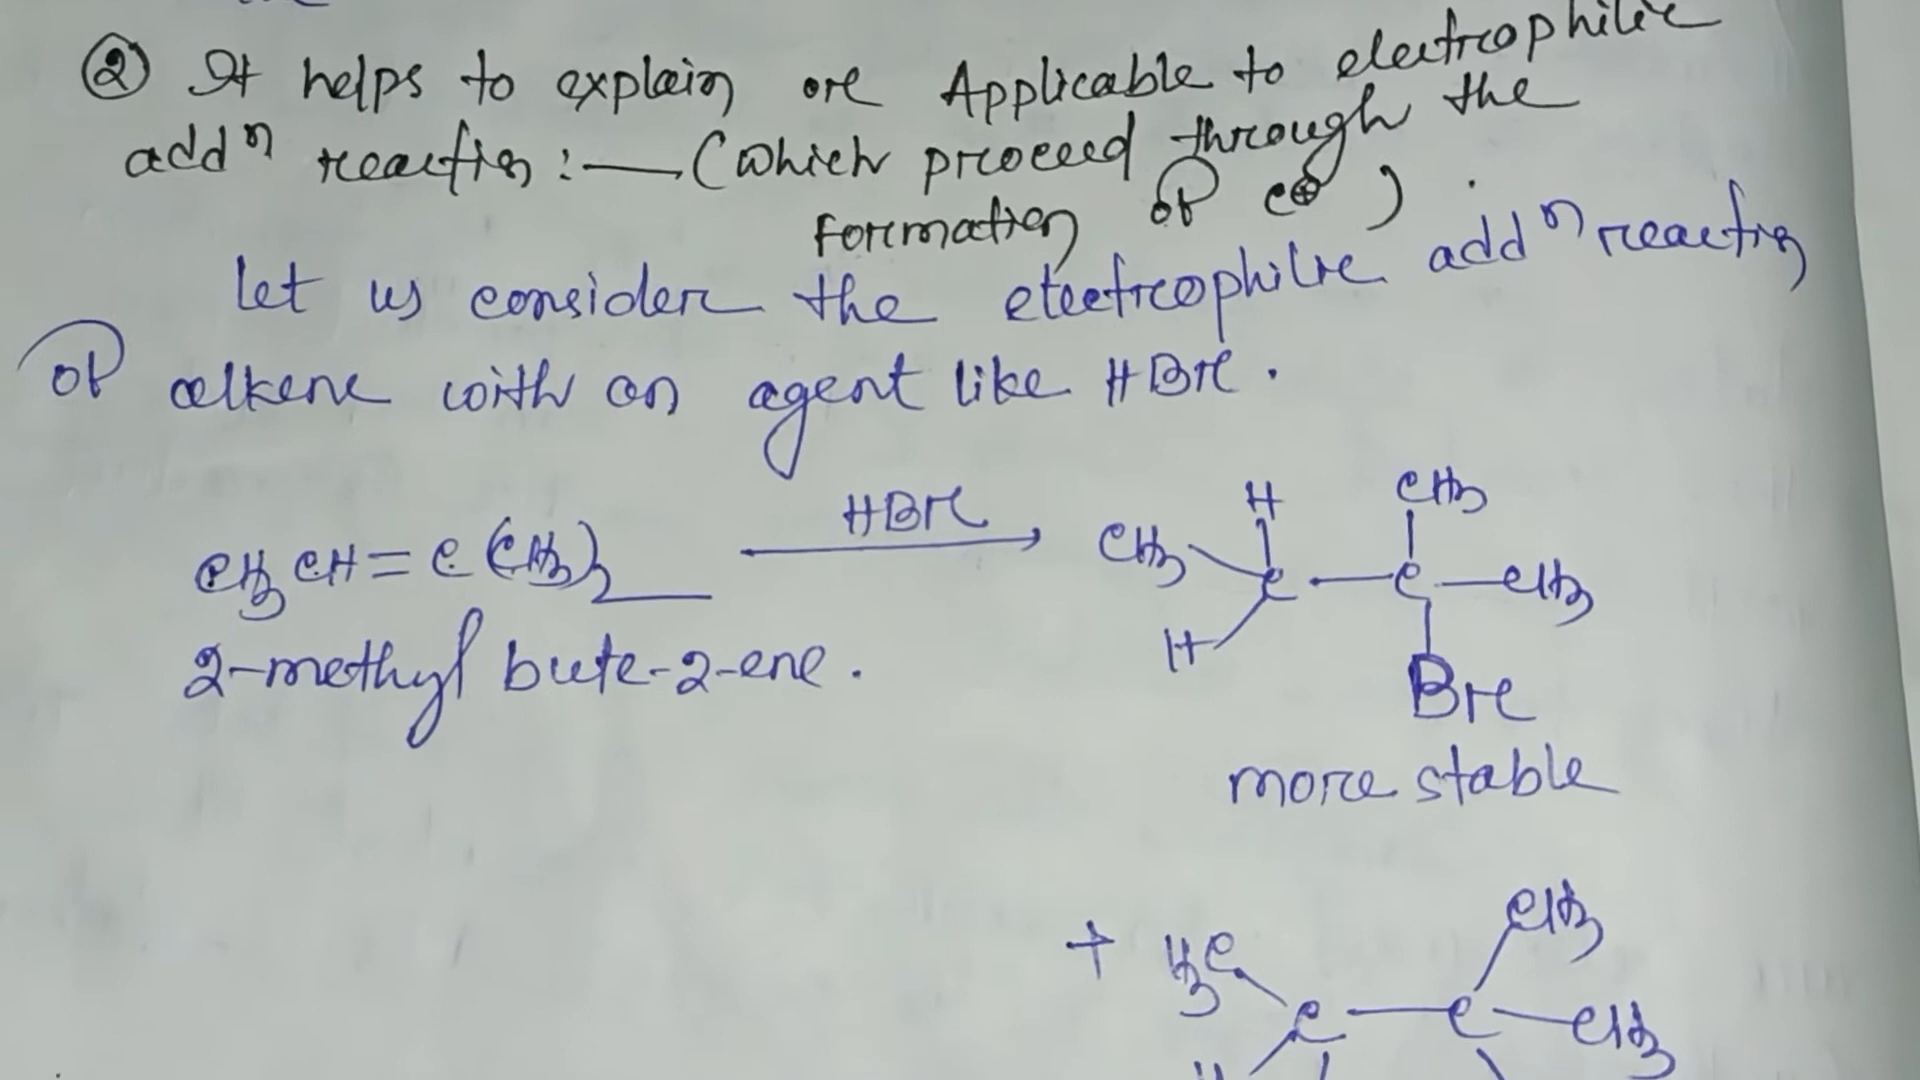 ② It helps to explain or Applicable to electrophilic
addⁿ reaction :— (which proceed through the
formation of C⊕)
Let us consider the electrophilic addⁿ reaction
of alkene with an agent like HBr.
CH₃CH=C(CH₃)₂ HBr
CH₃ H CH₃
C — C — CH₃
H Br
2-methyl bute-2-ene.
more stable
+ H₃C CH₃
C — C — CH₃
H